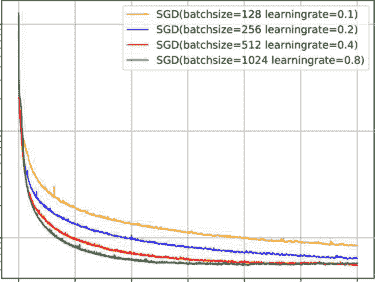 SGD(batchsize=128 learningrate=0.1)
SGD(batchsize=256 learningrate=0.2)
SGD(batchsize=512 learningrate=0.4)
SGD(batchsize=1024 learningrate=0.8)